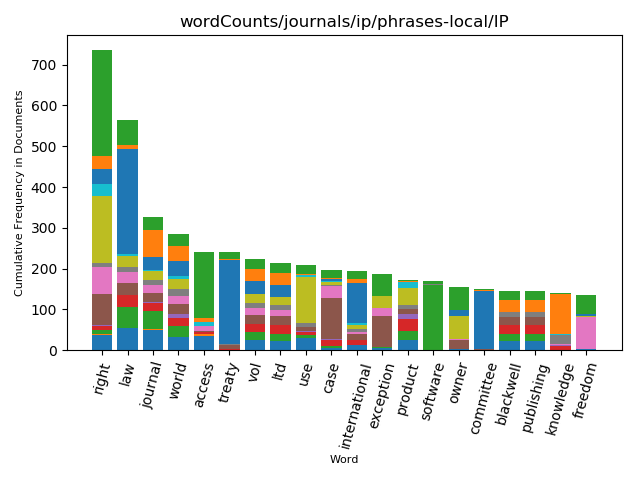 wordCounts/journals/ip/phrases-local/IP
Cumulative Frequency in Documents
700
600
500
400
300
200
100
0
right
law
journal
world
access
treaty
vol
ltd
use
case
international
exception
product
software
owner
committee
blackwell
publishing
knowledge
freedom
Word